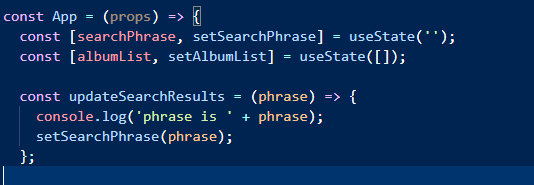 const App = (props) => {
const [searchPhrase, setSearchPhrase] = useState('');
const [albumList, setAlbumList] = useState([]);
const updateSearchResults = (phrase) => {
console.log('phrase is ' + phrase);
setSearchPhrase(phrase);
};